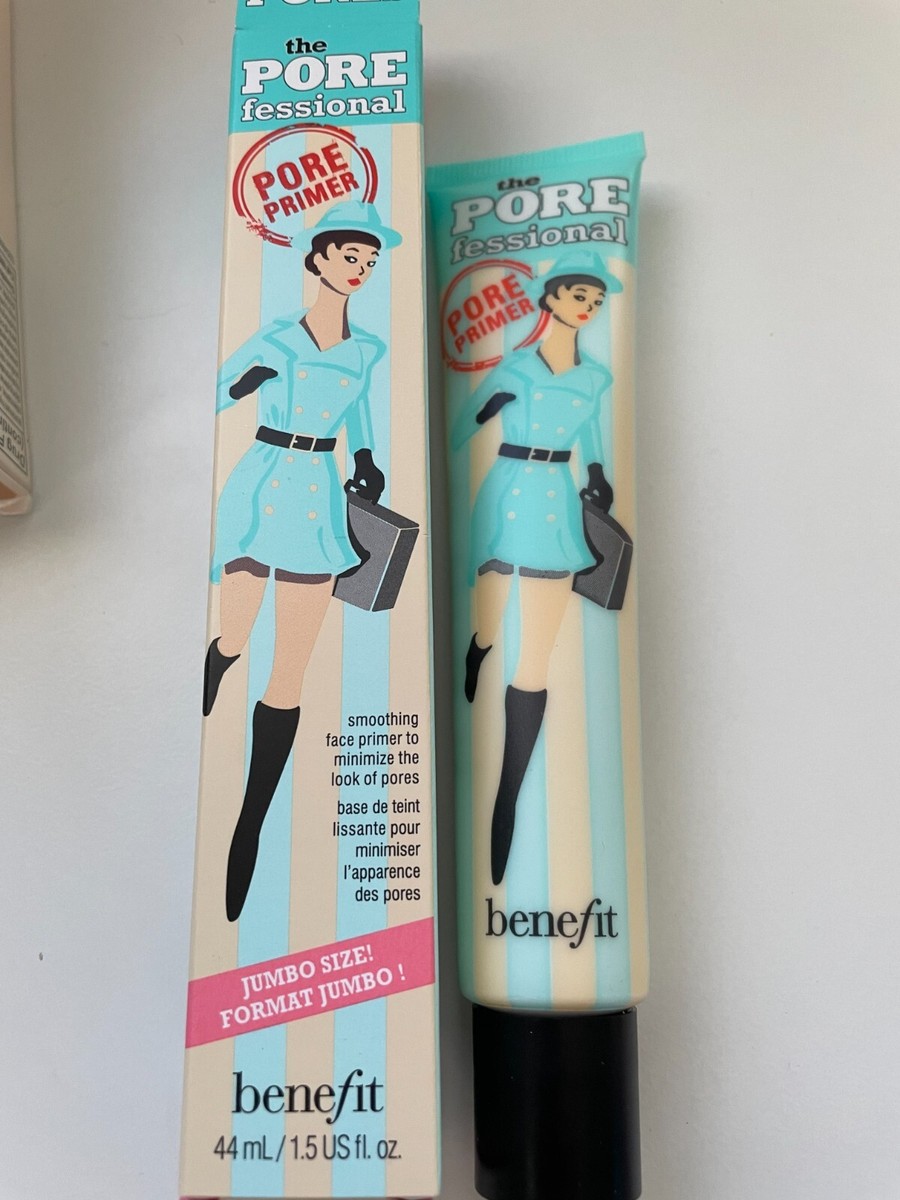 the
PORE
fessional
PORE
PRIMER
smoothing
face primer to
minimize the
look of pores
base de teint
lissante pour
minimiser
l'apparence
des pores
JUMBO SIZE!
FORMAT JUMBO !
benefit
44 mL / 1.5 US fl. oz.
the
PORE
fessional
PORE
PRIMER
benefit